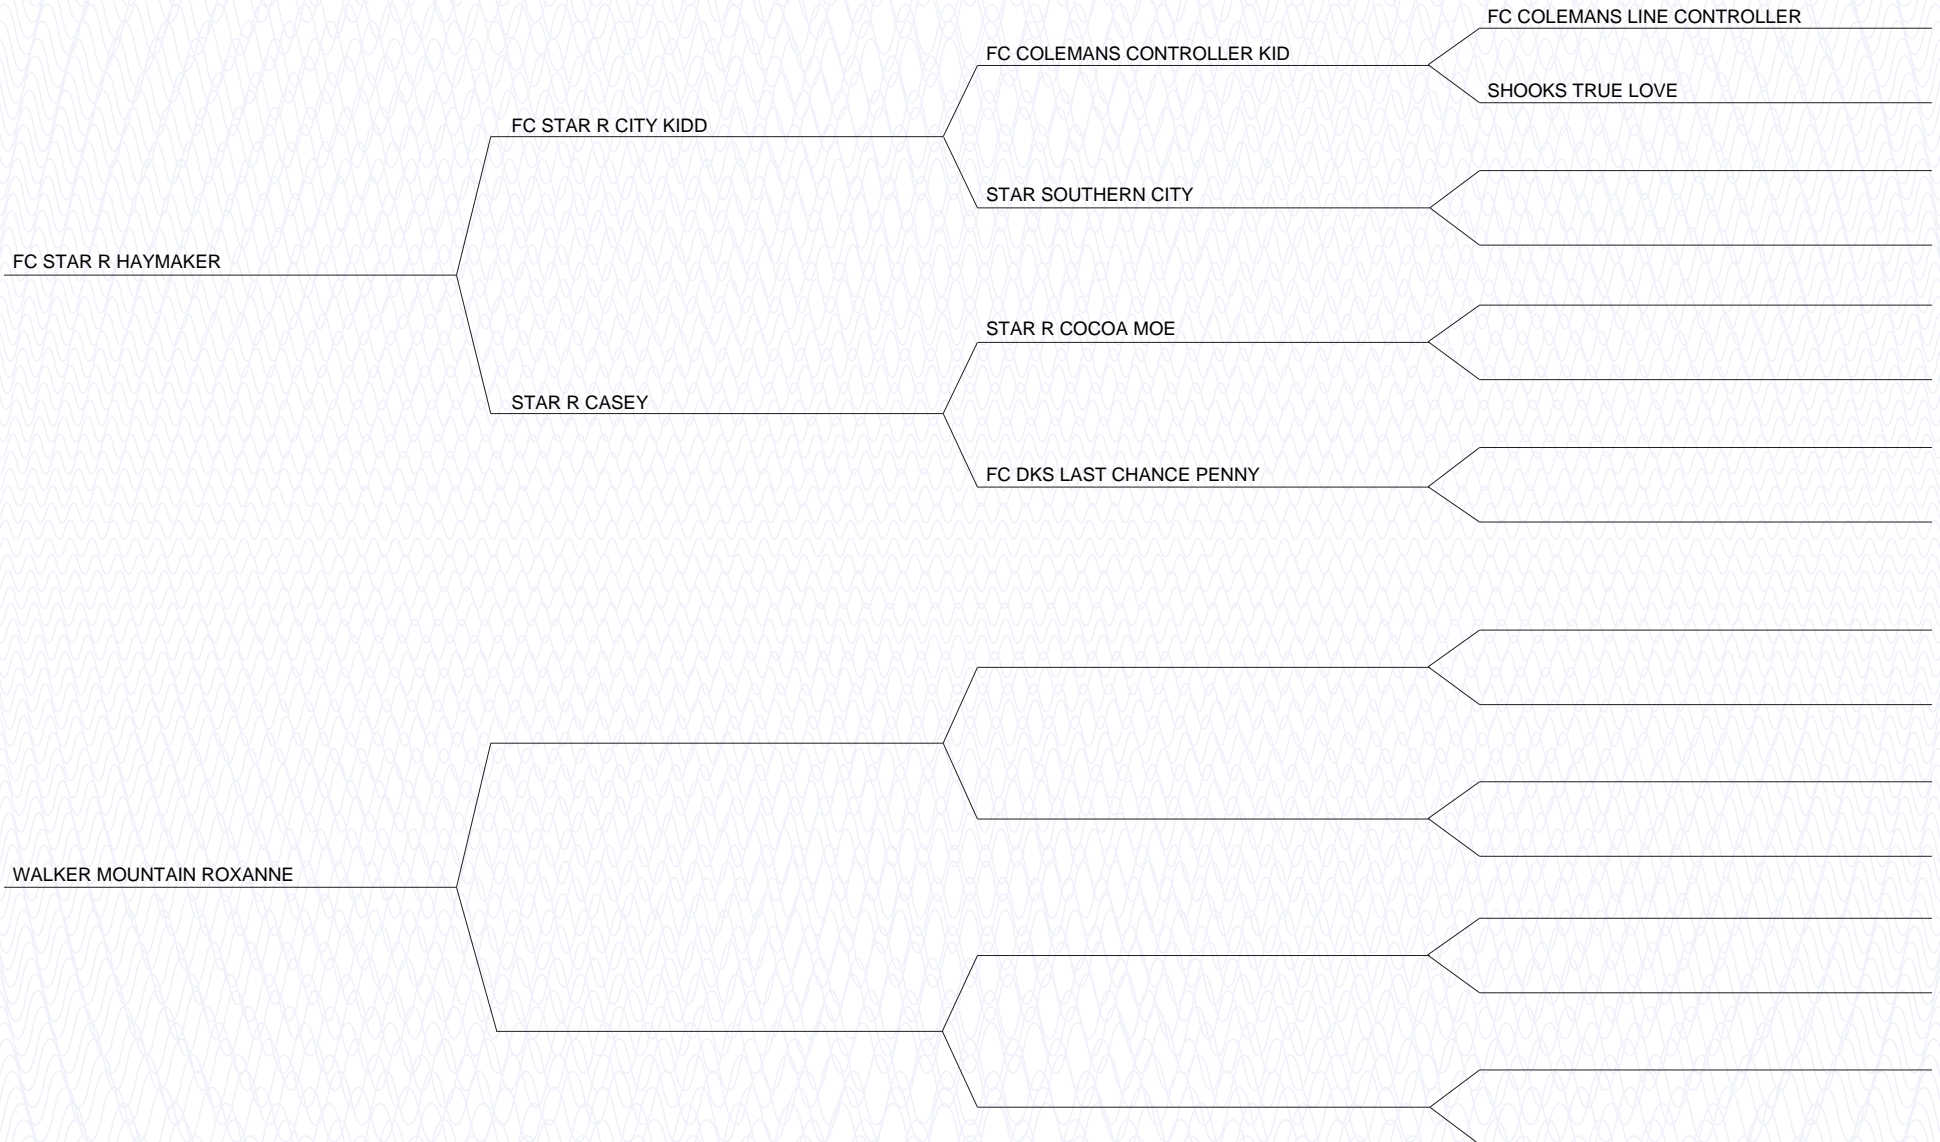 FC COLEMANS LINE CONTROLLER
FC COLEMANS CONTROLLER KID
SHOOKS TRUE LOVE
FC STAR R CITY KIDD
STAR SOUTHERN CITY
FC STAR R HAYMAKER
STAR R COCOA MOE
STAR R CASEY
FC DKS LAST CHANCE PENNY
WALKER MOUNTAIN ROXANNE